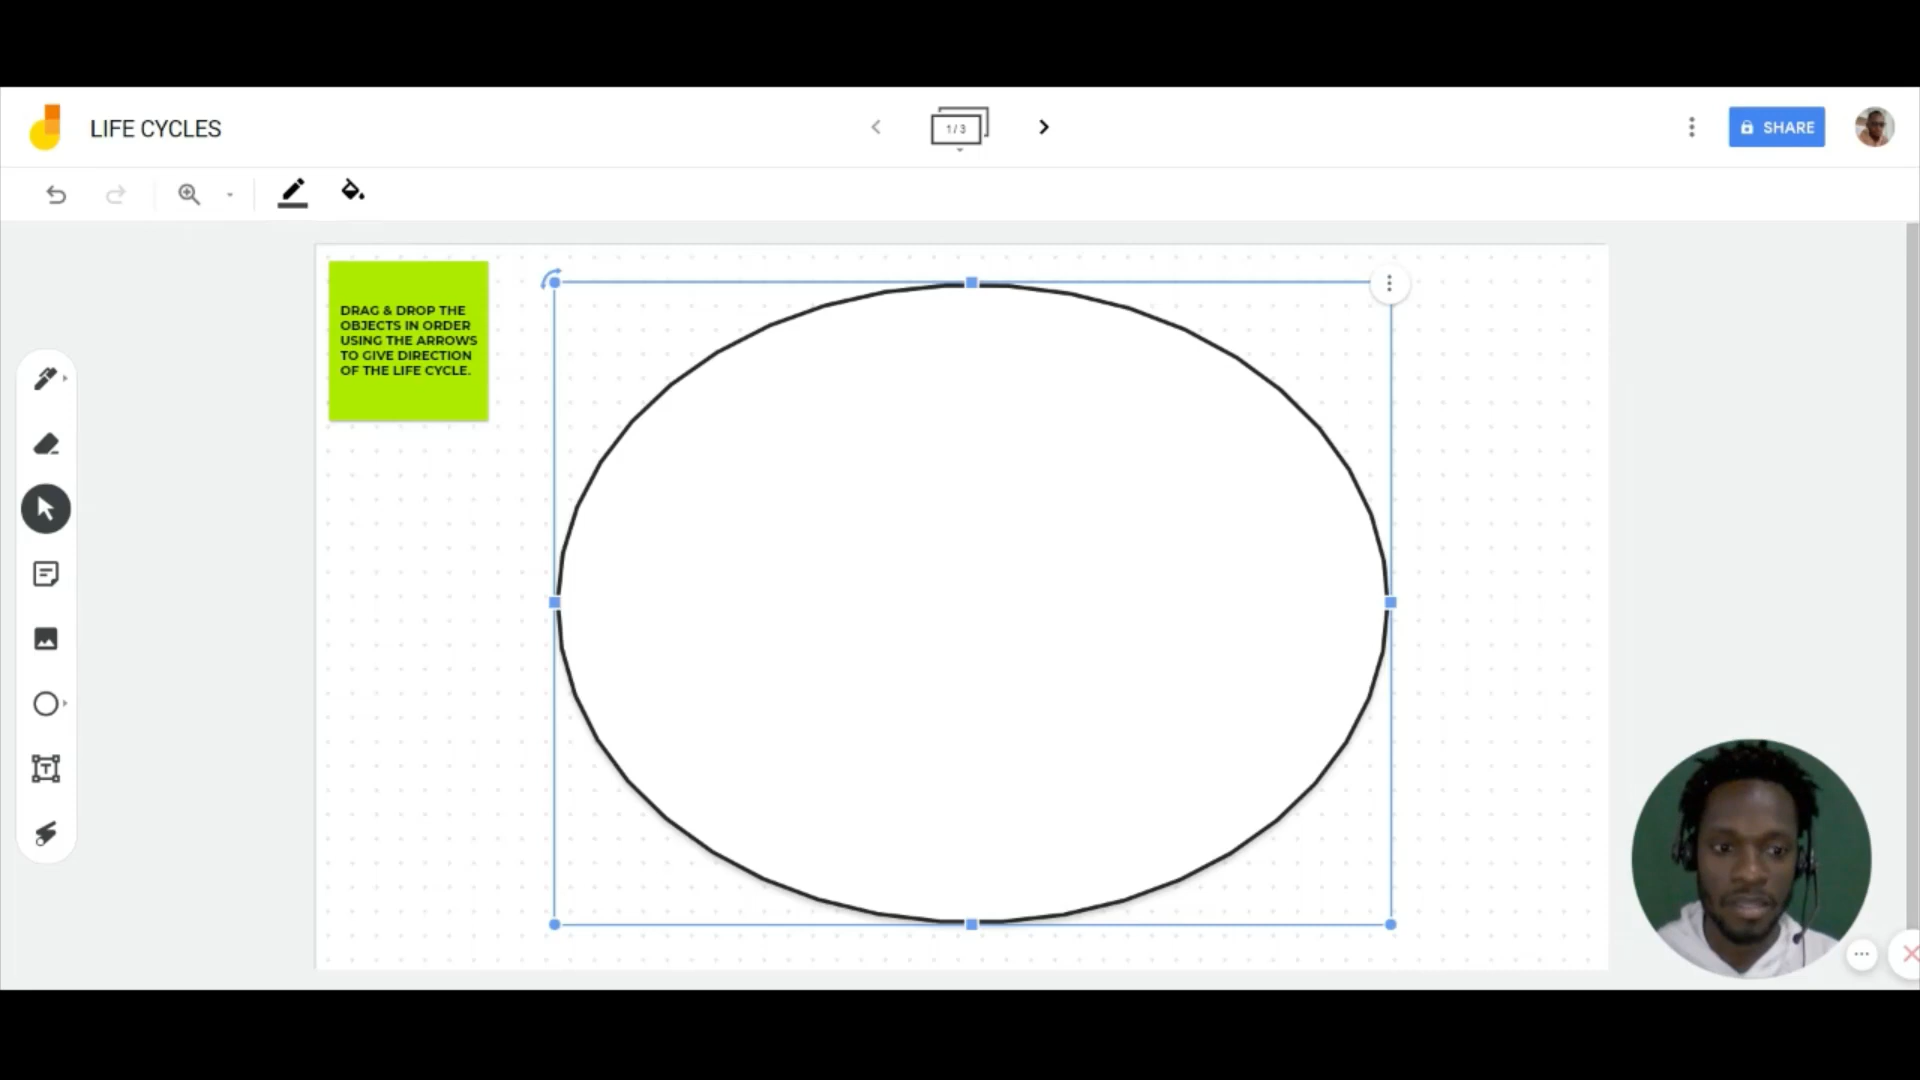 LIFE CYCLES
1/3
SHARE
DRAG & DROP THE
OBJECTS IN ORDER
USING THE ARROWS
TO GIVE DIRECTION
OF THE LIFE CYCLE.